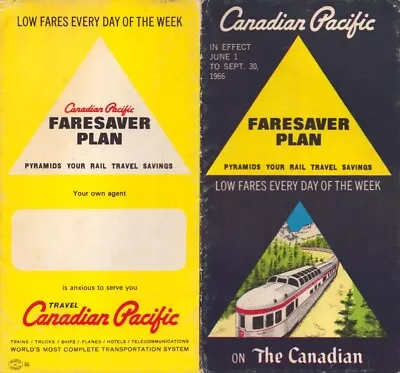 LOW FARES EVERY DAY OF THE WEEK
Canadian Pacific
FARESAVER
PLAN
PYRAMIDS YOUR RAIL TRAVEL SAVINGS
Your own agent
is anxious to serve you
TRAVEL
Canadian Pacific
TRAINS / TRUCKS / SHIPS / PLANES / HOTELS / TELECOMMUNICATIONS
WORLD'S MOST COMPLETE TRANSPORTATION SYSTEM
66
Canadian Pacific
IN EFFECT
JUNE 1
TO SEPT. 30,
1966
FARESAVER
PLAN
PYRAMIDS YOUR RAIL TRAVEL SAVINGS
LOW FARES EVERY DAY OF THE WEEK
ON The Canadian